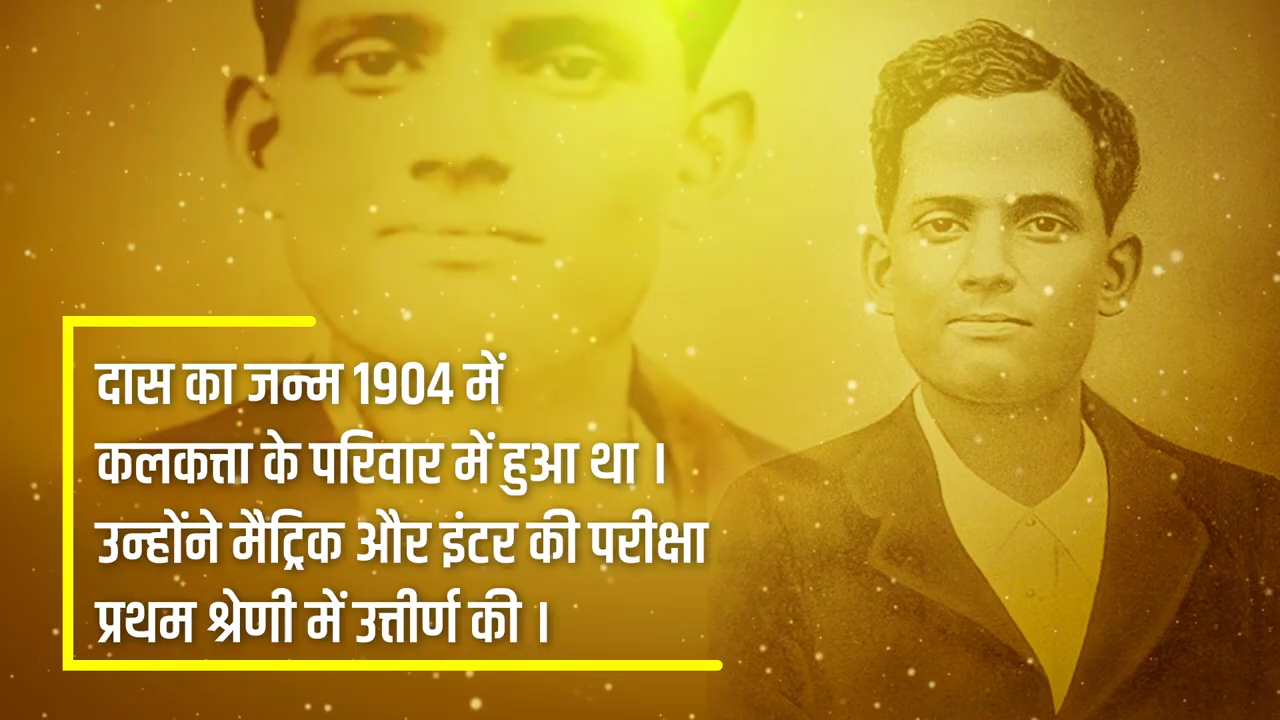 दास का जन्म 1904 में
कलकत्ता के परिवार में हुआ था ।
उन्होंने मैट्रिक और इंटर की परीक्षा
प्रथम श्रेणी में उत्तीर्ण की ।